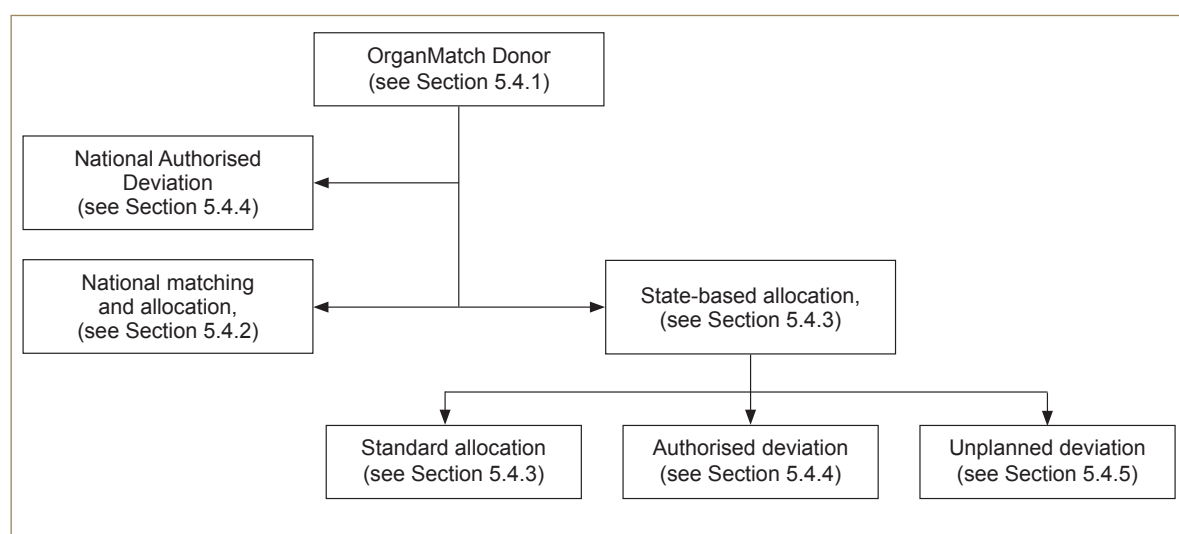 OrganMatch Donor
(see Section 5.4.1)
National Authorised
Deviation
(see Section 5.4.4)
National matching
and allocation,
(see Section 5.4.2)
State-based allocation,
(see Section 5.4.3)
Standard allocation
(see Section 5.4.3)
Authorised deviation
(see Section 5.4.4)
Unplanned deviation
(see Section 5.4.5)